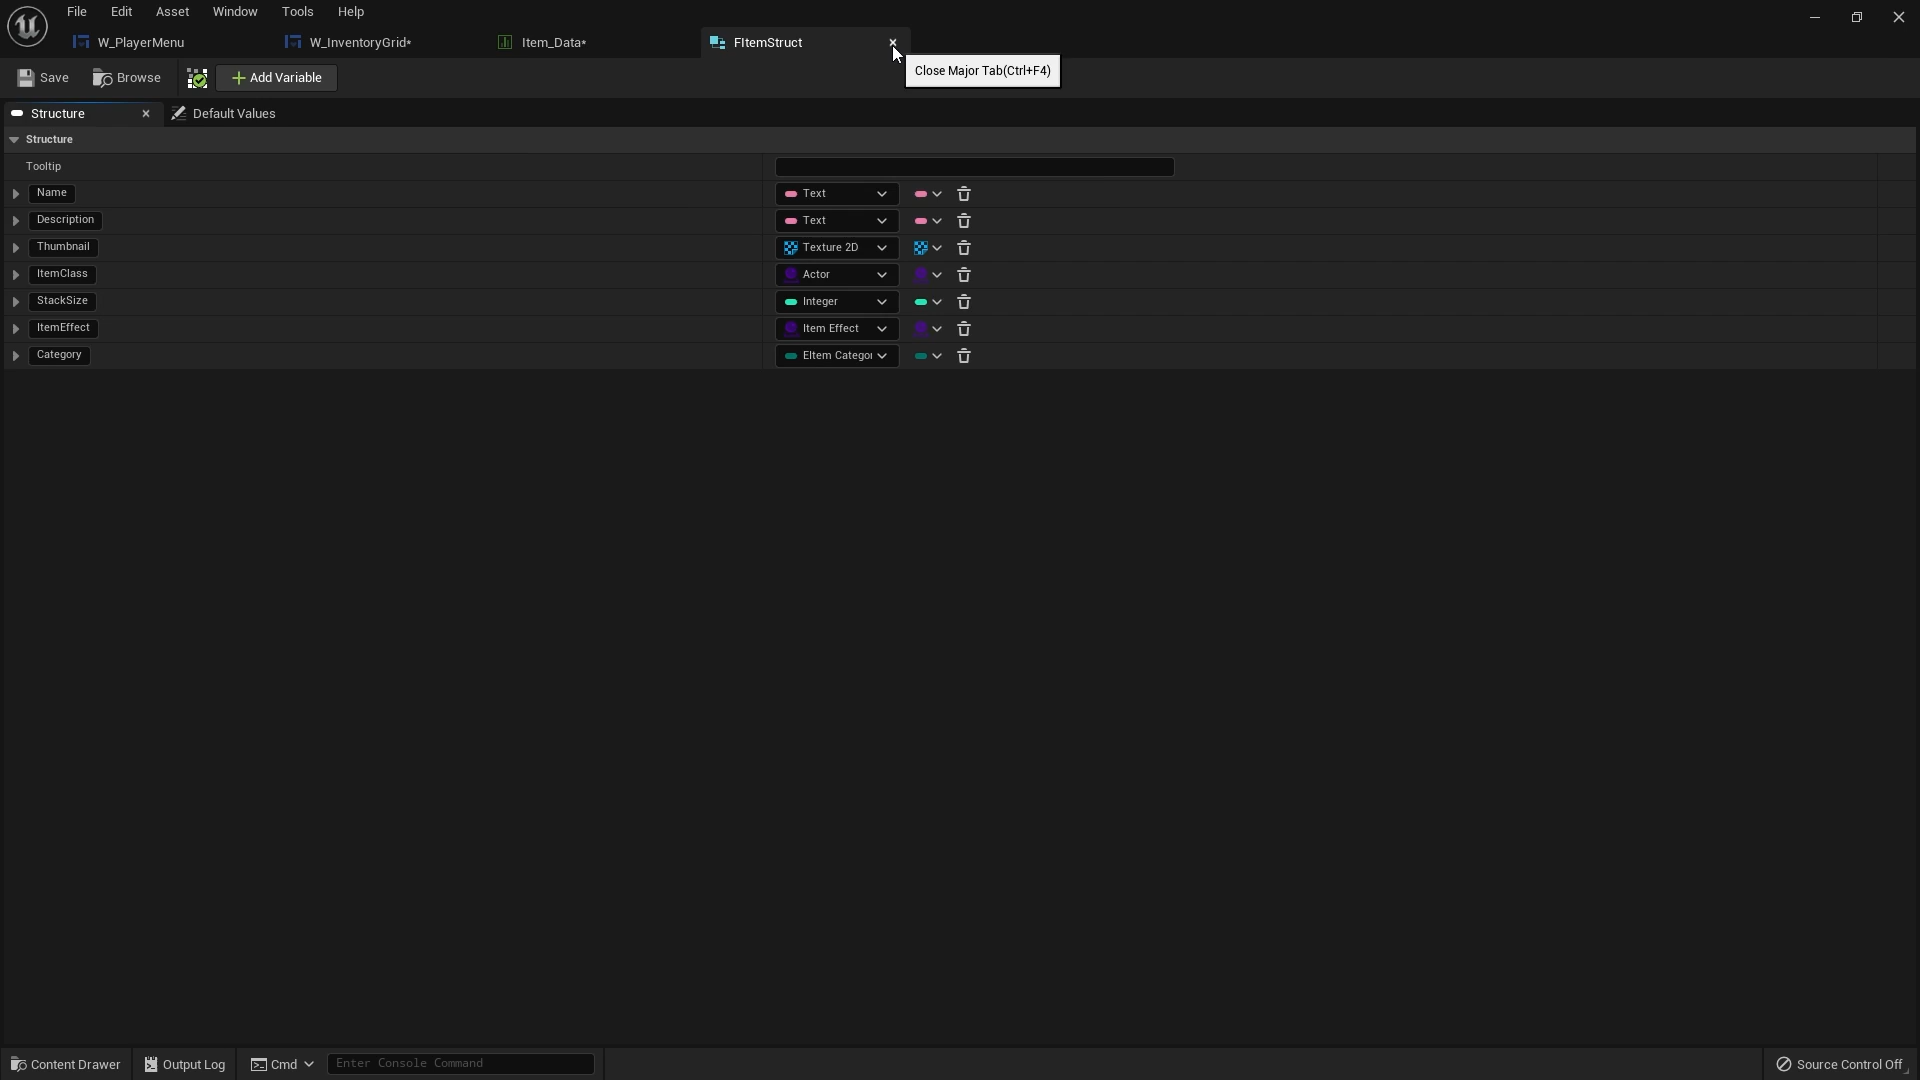 File Edit Asset Window Tools Help
W_PlayerMenu W_InventoryGrid* Item_Data* FItemStruct
Save Browse Add Variable
Close Major Tab(Ctrl+F4)
Structure Default Values
Structure
Tooltip
Name Text
Description Text
Thumbnail Texture 2D
ItemClass Actor
StackSize Integer
ItemEffect Item Effect
Category EItem Categor
Content Drawer Output Log Cmd Enter Console Command Source Control Off